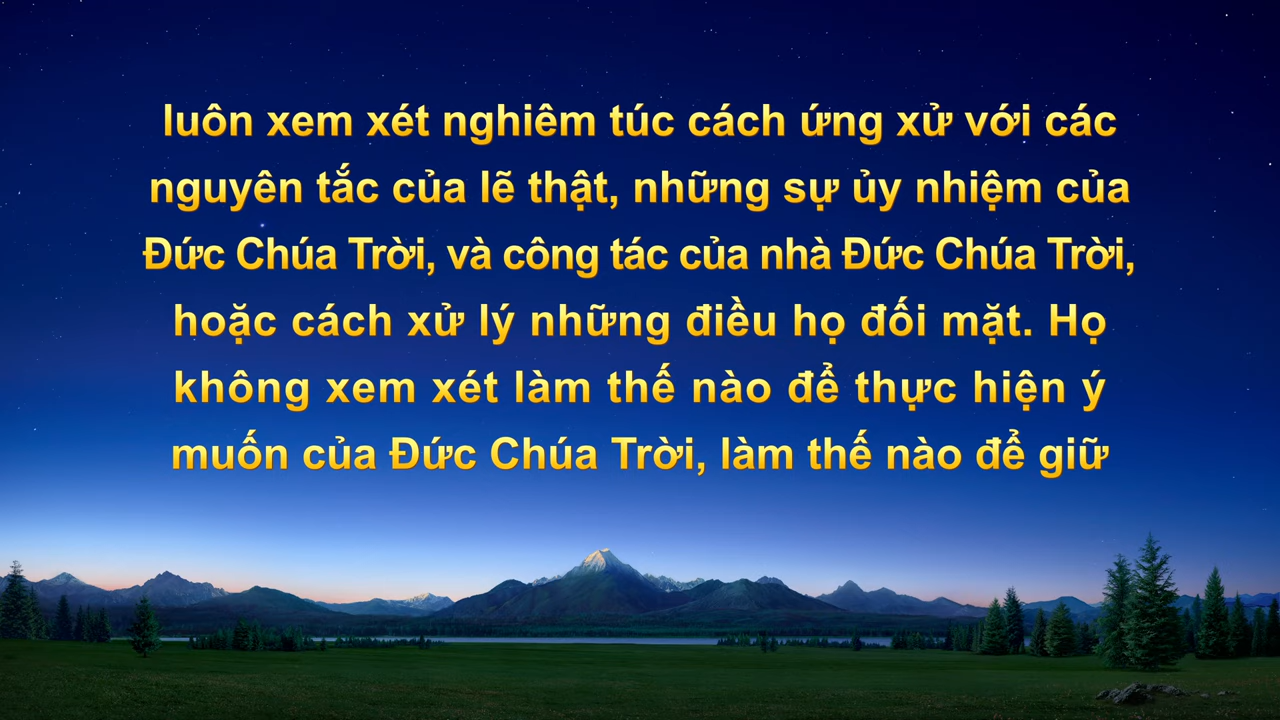 luôn xem xét nghiêm túc cách ứng xử với các
nguyên tắc của lẽ thật, những sự ủy nhiệm của
Đức Chúa Trời, và công tác của nhà Đức Chúa Trời,
hoặc cách xử lý những điều họ đối mặt. Họ
không xem xét làm thế nào để thực hiện ý
muốn của Đức Chúa Trời, làm thế nào để giữ